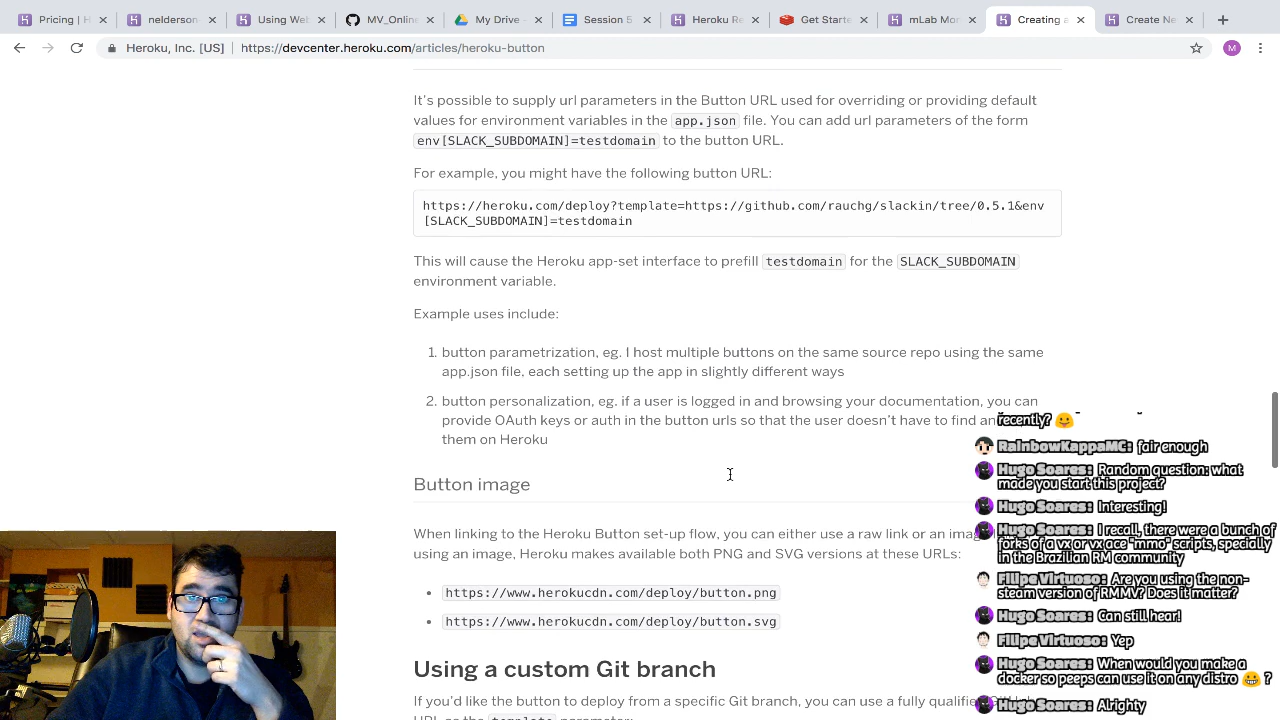 Pricing | H
nelderson-
Using Web
MV_Online
My Drive -
Session 5
Heroku Re
Get Starte
mLab Mon
Creating a
Create Ne
Heroku, Inc. [US] | https://devcenter.heroku.com/articles/heroku-button
M
It's possible to supply url parameters in the Button URL used for overriding or providing default
values for environment variables in the app.json file. You can add url parameters of the form
env[SLACK_SUBDOMAIN]=testdomain to the button URL.
For example, you might have the following button URL:
https://heroku.com/deploy?template=https://github.com/rauchg/slackin/tree/0.5.1&env
[SLACK_SUBDOMAIN]=testdomain
This will cause the Heroku app-set interface to prefill testdomain for the SLACK_SUBDOMAIN
environment variable.
Example uses include:
1. button parametrization, eg. I host multiple buttons on the same source repo using the same
app.json file, each setting up the app in slightly different ways
2. button personalization, eg. if a user is logged in and browsing your documentation, you can
provide OAuth keys or auth in the button urls so that the user doesn't have to find an
them on Heroku
Button image
When linking to the Heroku Button set-up flow, you can either use a raw link or an imag
using an image, Heroku makes available both PNG and SVG versions at these URLs:
• https://www.herokucdn.com/deploy/button.png
• https://www.herokucdn.com/deploy/button.svg
Using a custom Git branch
If you'd like the button to deploy from a specific Git branch, you can use a fully qualified GitHub
URL as the template parameter:
recently? 😛
RainbowKappaMC: fair enough
Hugo Soares: Random question: what
made you start this project?
Hugo Soares: Interesting!
Hugo Soares: I recall, there were a bunch of
forks of a vx or vx ace "mmo" scripts, specially
in the Brazilian RM community
Filipe Virtuoso: Are you using the non-
steam version of RMMV? Does it matter?
Hugo Soares: Can still hear!
Filipe Virtuoso: Yep
Hugo Soares: When would you make a
docker so peeps can use it on any distro 😀 ?
Hugo Soares: Alrighty